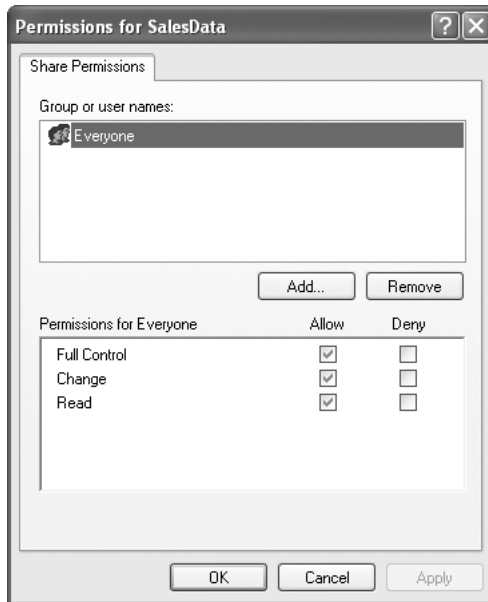 Permissions for SalesData
Share Permissions
Group or user names:
Everyone
Add... Remove
Permissions for Everyone Allow Deny
Full Control
Change
Read
OK Cancel Apply